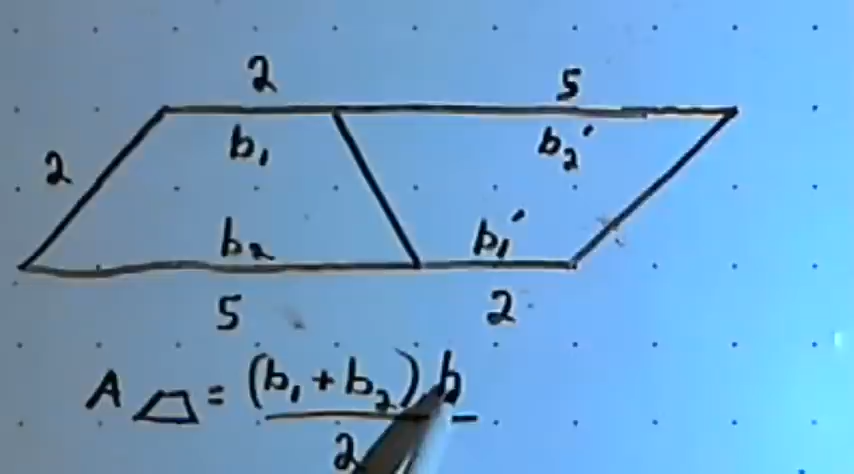 2 5
b₁ b₂'
2
b₂ b₁'
5 2
A ⏢ = (b₁ + b₂) h
2